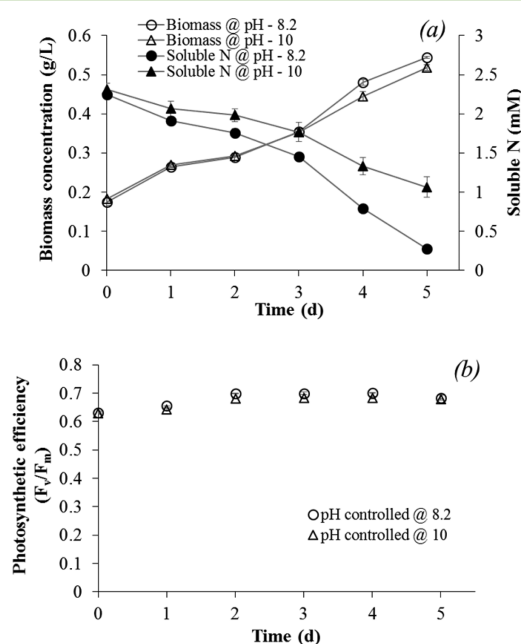 (a)
Biomass @ pH - 8.2
Biomass @ pH - 10
Soluble N @ pH - 8.2
Soluble N @ pH - 10
Biomass concentration (g/L)
0.6
0.5
0.4
0.3
0.2
0.1
0
3
2.5
2
1.5
1
0.5
0
Soluble N (mM)
0 1 2 3 4 5
Time (d)
(b)
Photosynthetic efficiency
(Fv/Fm)
0.8
0.7
0.6
0.5
0.4
0.3
0.2
0.1
0
pH controlled @ 8.2
pH controlled @ 10
0 1 2 3 4 5
Time (d)